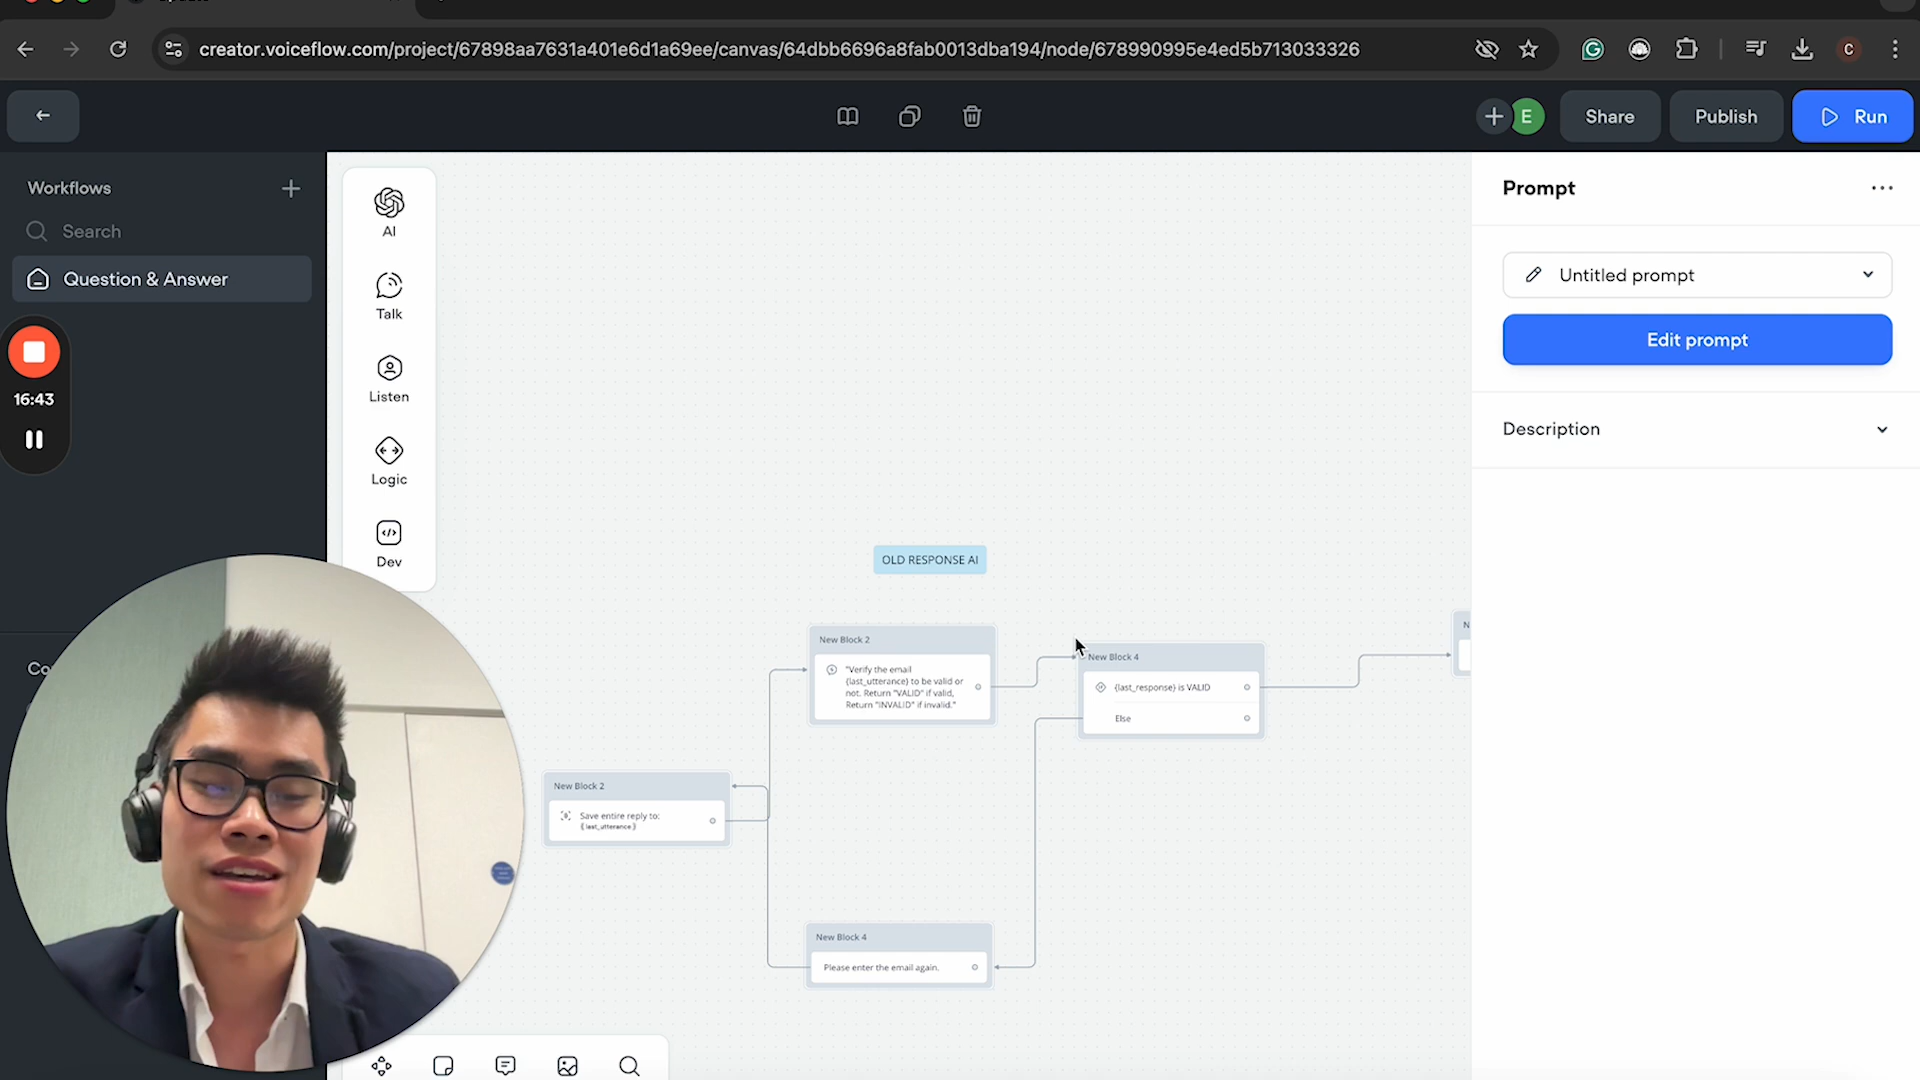 creator.voiceflow.com/project/67898aa7631a401e6d1a69ee/canvas/64dbb6696a8fab0013dba194/node/678990995e4ed5b713033326
C
E
Share
Publish
Run
Workflows
Search
Question & Answer
16:43
AI
Talk
Listen
Logic
Dev
Prompt
Untitled prompt
Edit prompt
Description
OLD RESPONSE AI
New Block 2
"Verify the email
{last_utterance} to be valid or
not. Return "VALID" if valid,
Return "INVALID" if invalid."
New Block 4
{last_response} is VALID
Else
N
New Block 2
Save entire reply to:
{last_utterance}
New Block 4
Please enter the email again.